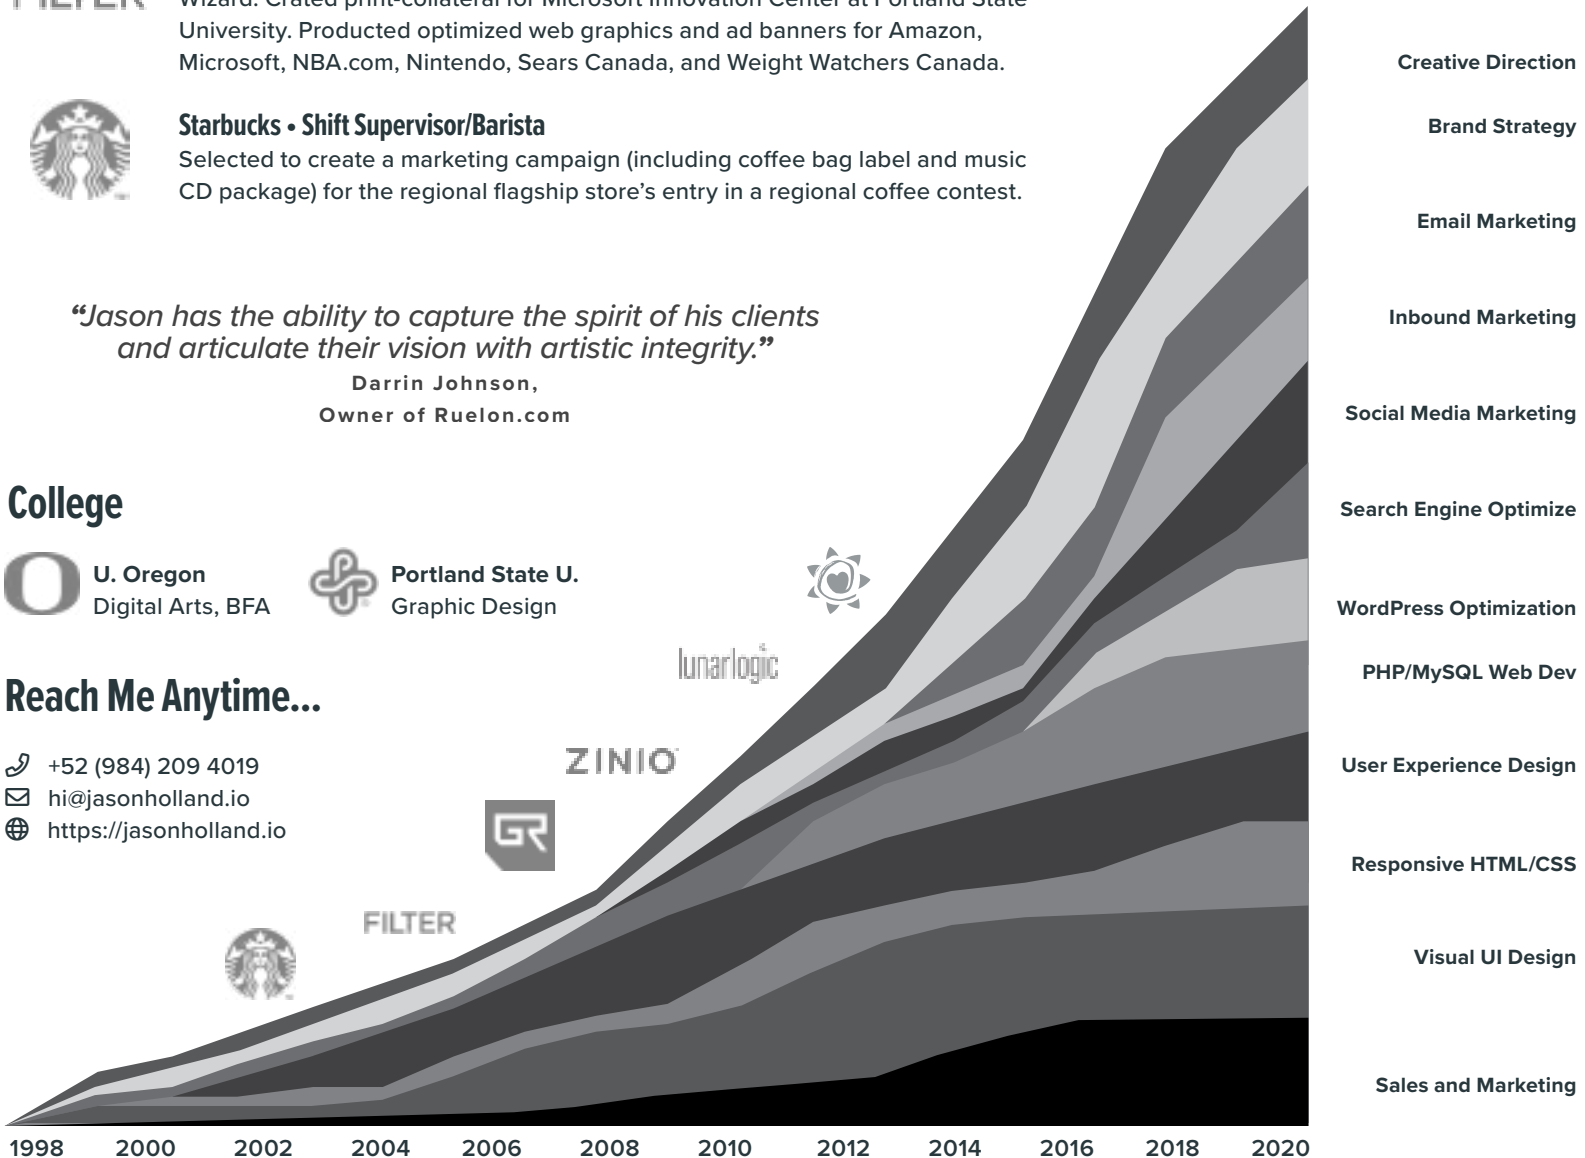 FILTER
Wizard. Crated print-collateral for Microsoft Innovation Center at Portland State
University. Producted optimized web graphics and ad banners for Amazon,
Microsoft, NBA.com, Nintendo, Sears Canada, and Weight Watchers Canada.
Starbucks • Shift Supervisor/Barista
Selected to create a marketing campaign (including coffee bag label and music
CD package) for the regional flagship store’s entry in a regional coffee contest.
“Jason has the ability to capture the spirit of his clients
and articulate their vision with artistic integrity.”
Darrin Johnson,
Owner of Ruelon.com
College
U. Oregon
Digital Arts, BFA
Portland State U.
Graphic Design
Reach Me Anytime...
+52 (984) 209 4019
hi@jasonholland.io
https://jasonholland.io
lunarlogic
ZINIO
GR
FILTER
Creative Direction
Brand Strategy
Email Marketing
Inbound Marketing
Social Media Marketing
Search Engine Optimize
WordPress Optimization
PHP/MySQL Web Dev
User Experience Design
Responsive HTML/CSS
Visual UI Design
Sales and Marketing
1998 2000 2002 2004 2006 2008 2010 2012 2014 2016 2018 2020